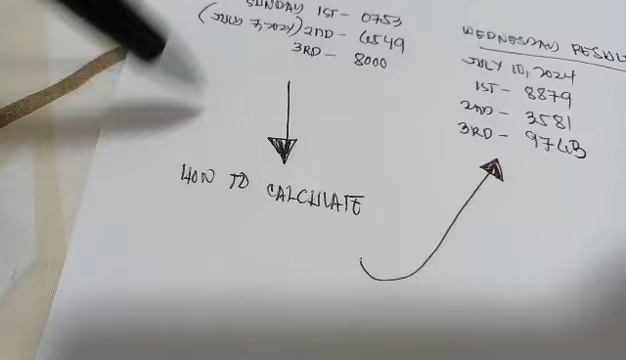 SUNDAY 1ST - 0753
(JULY 7, 2024) 2ND - 6549
3RD - 8000
WEDNESDAY RESUL
JULY 10, 2024
1ST - 8879
2ND - 3581
3RD - 9763
HOW TO CALCULATE